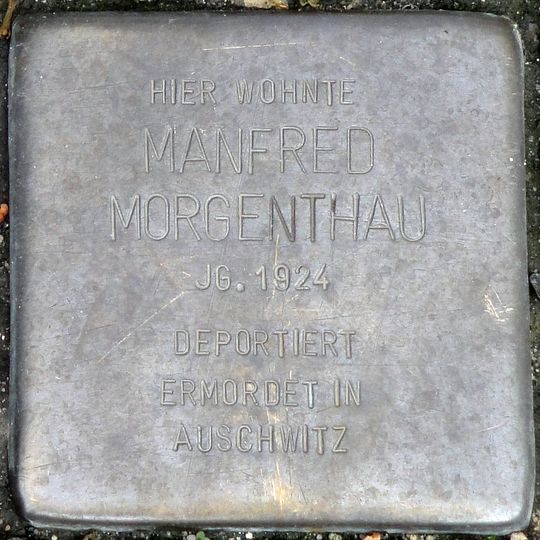 HIER WOHNTE
MANFRED
MORGENTHAU
JG. 1924
DEPORTIERT
ERMORDET IN
AUSCHWITZ